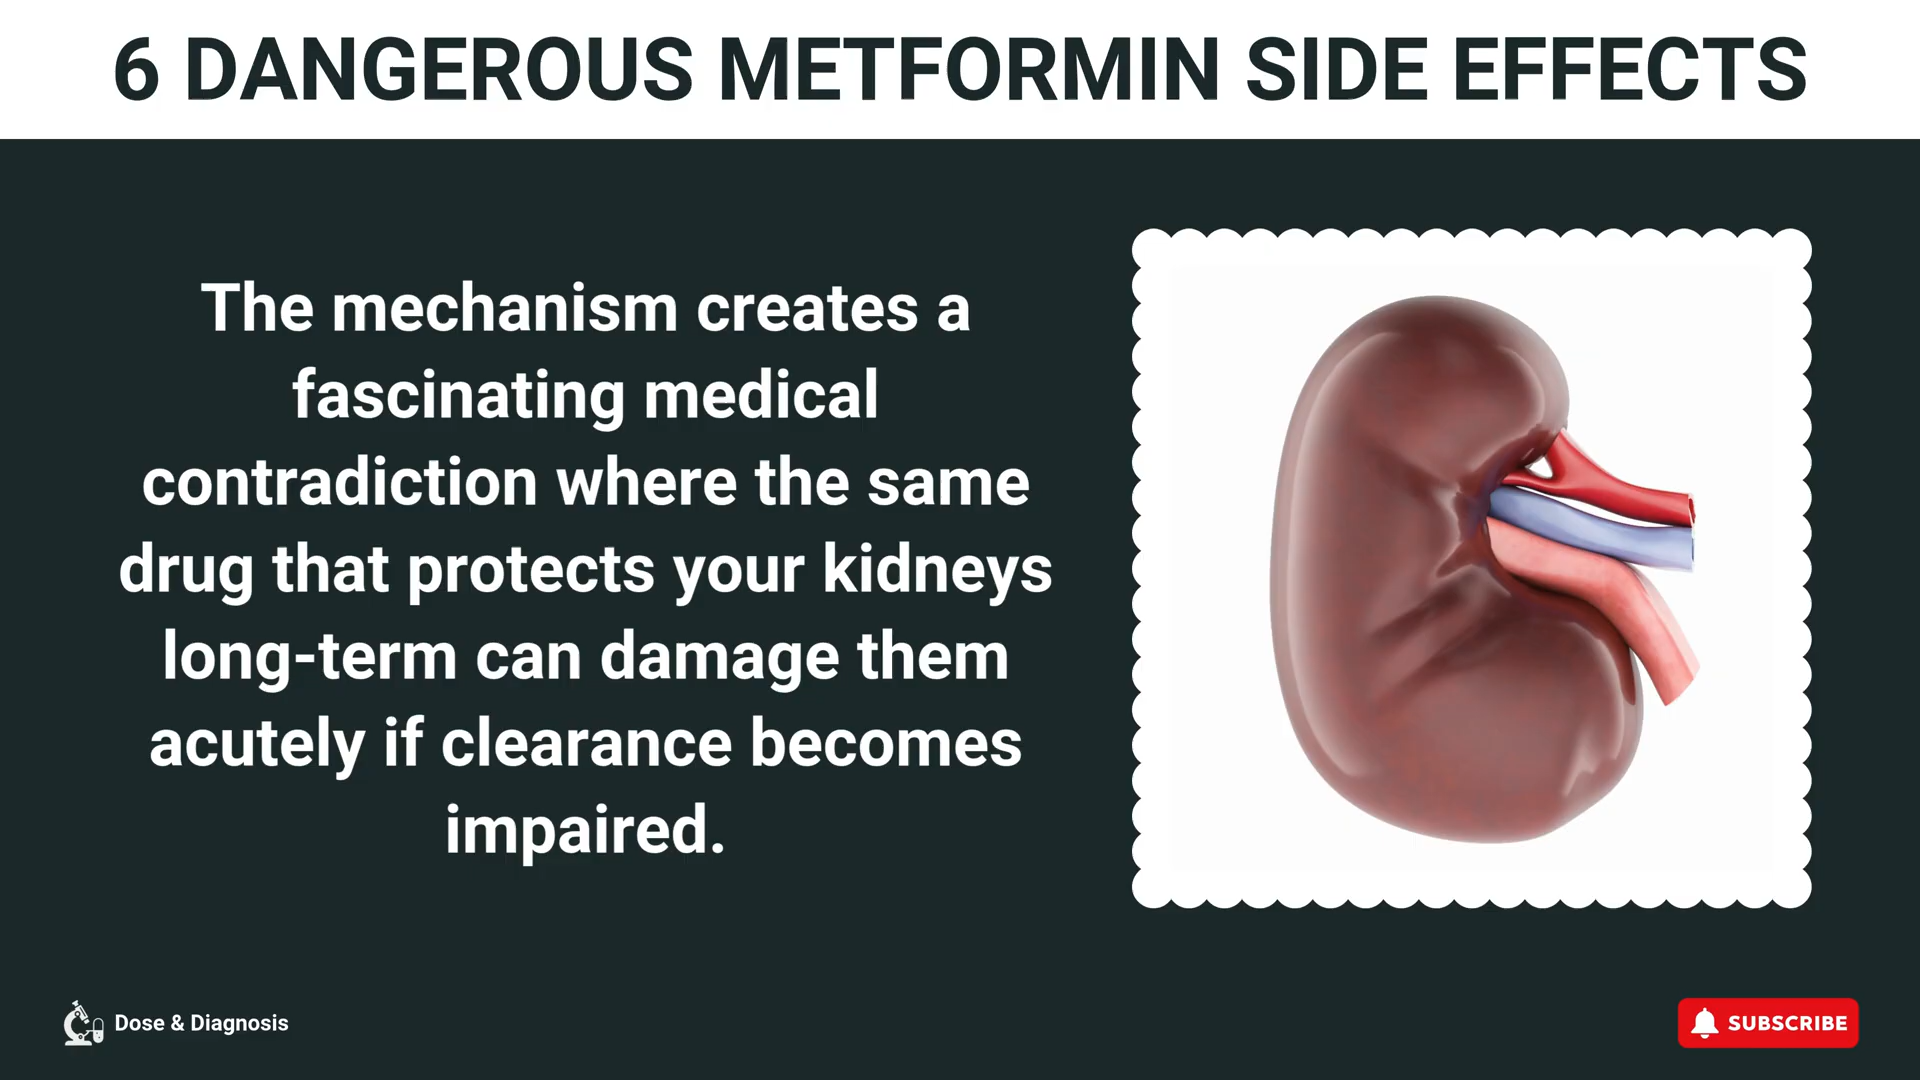 6 DANGEROUS METFORMIN SIDE EFFECTS
The mechanism creates a
fascinating medical
contradiction where the same
drug that protects your kidneys
long-term can damage them
acutely if clearance becomes
impaired.
Dose & Diagnosis
SUBSCRIBE